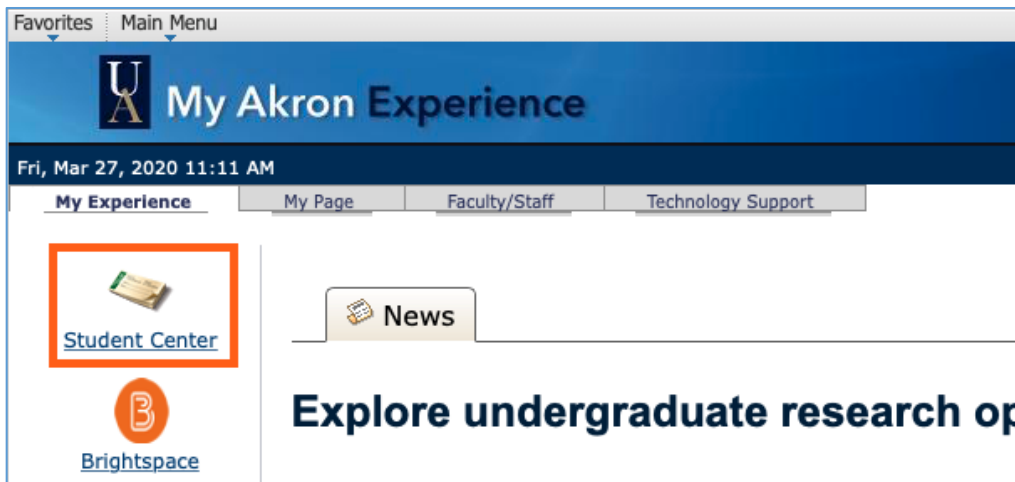 Favorites Main Menu
UA My Akron Experience
Fri, Mar 27, 2020 11:11 AM
My Experience My Page Faculty/Staff Technology Support
Student Center
News
Explore undergraduate research op
B
Brightspace